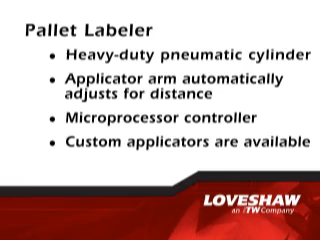 Pallet Labeler
• Heavy-duty pneumatic cylinder
• Applicator arm automatically
adjusts for distance
• Microprocessor controller
• Custom applicators are available
LOVESHAW
an ITW Company